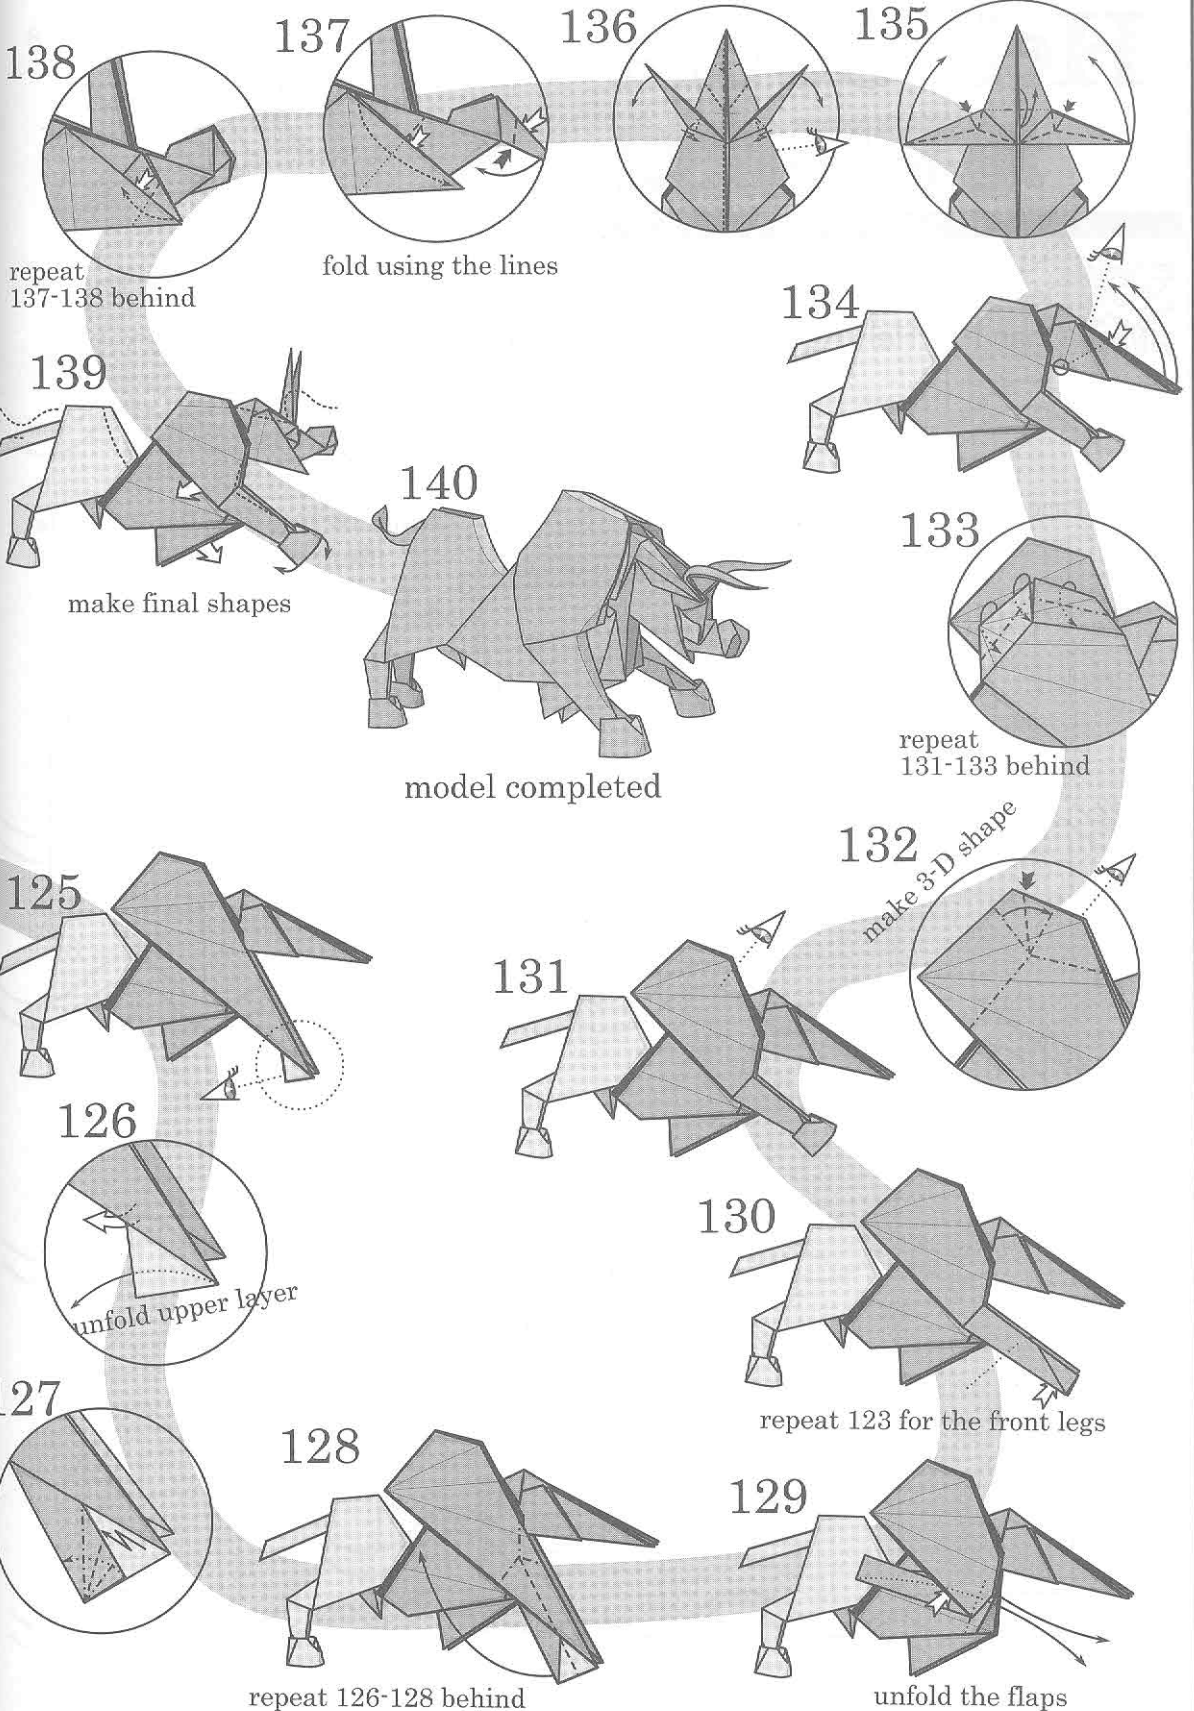 138
137
136
135
repeat
137-138 behind
fold using the lines
134
139
make final shapes
140
model completed
133
repeat
131-133 behind
132
make 3-D shape
125
131
126
unfold upper layer
130
repeat 123 for the front legs
127
128
repeat 126-128 behind
129
unfold the flaps